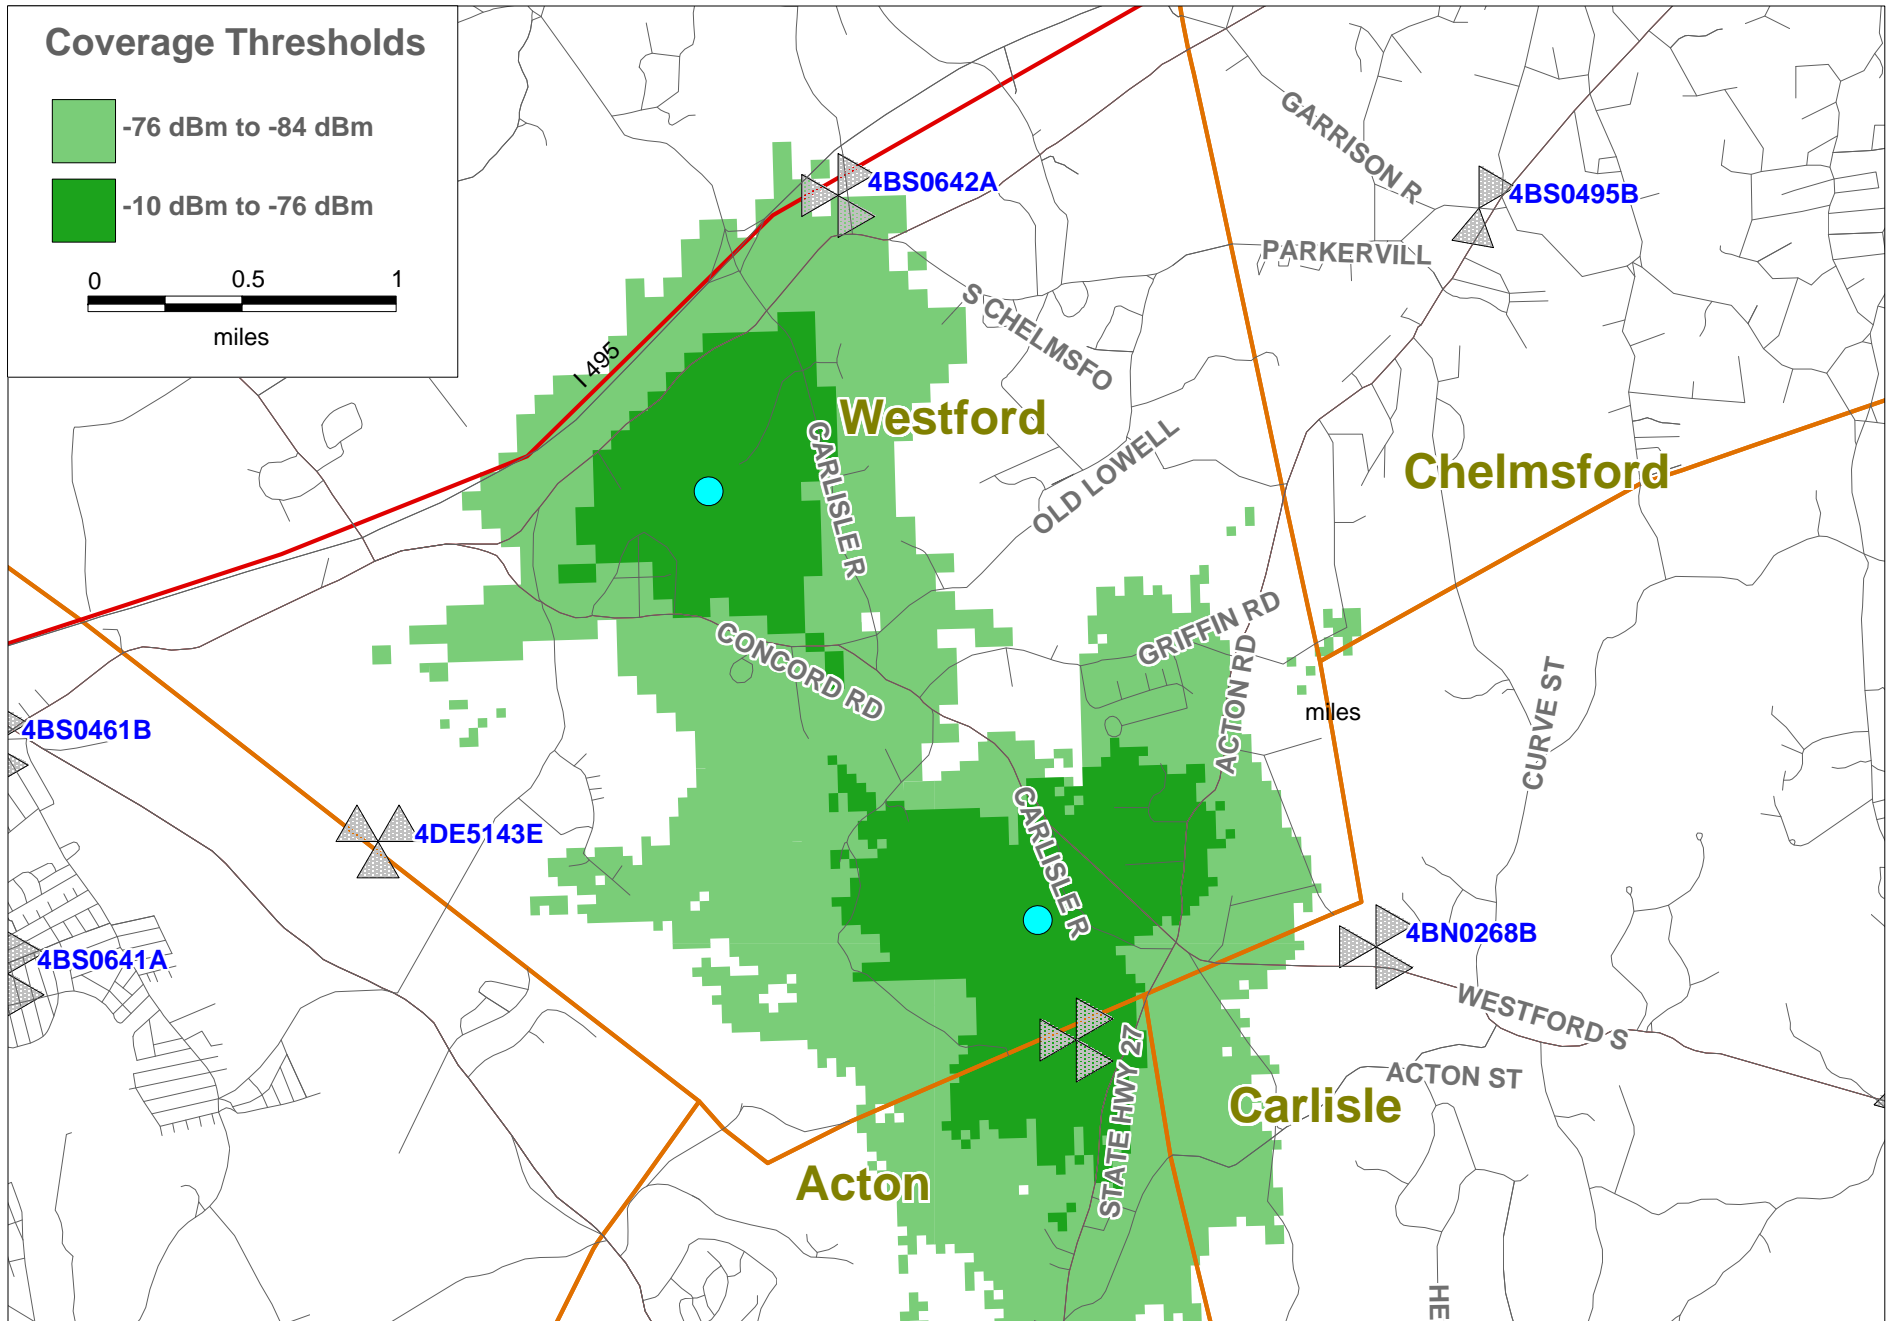 Coverage Thresholds
-76 dBm to -84 dBm
-10 dBm to -76 dBm
0 0.5 1
miles
GARRISON R
4BS0642A
4BS0495B
PARKERVILL
S CHELMSFO
I 495
Westford
CARLISLE R
OLD LOWELL
Chelmsford
GRIFFIN RD
CONCORD RD
ACTON RD
CURVE ST
miles
4BS0461B
4DE5143E
CARLISLE R
4BS0641A
4BN0268B
WESTFORD S
STATE HWY 27
ACTON ST
Carlisle
Acton
HE